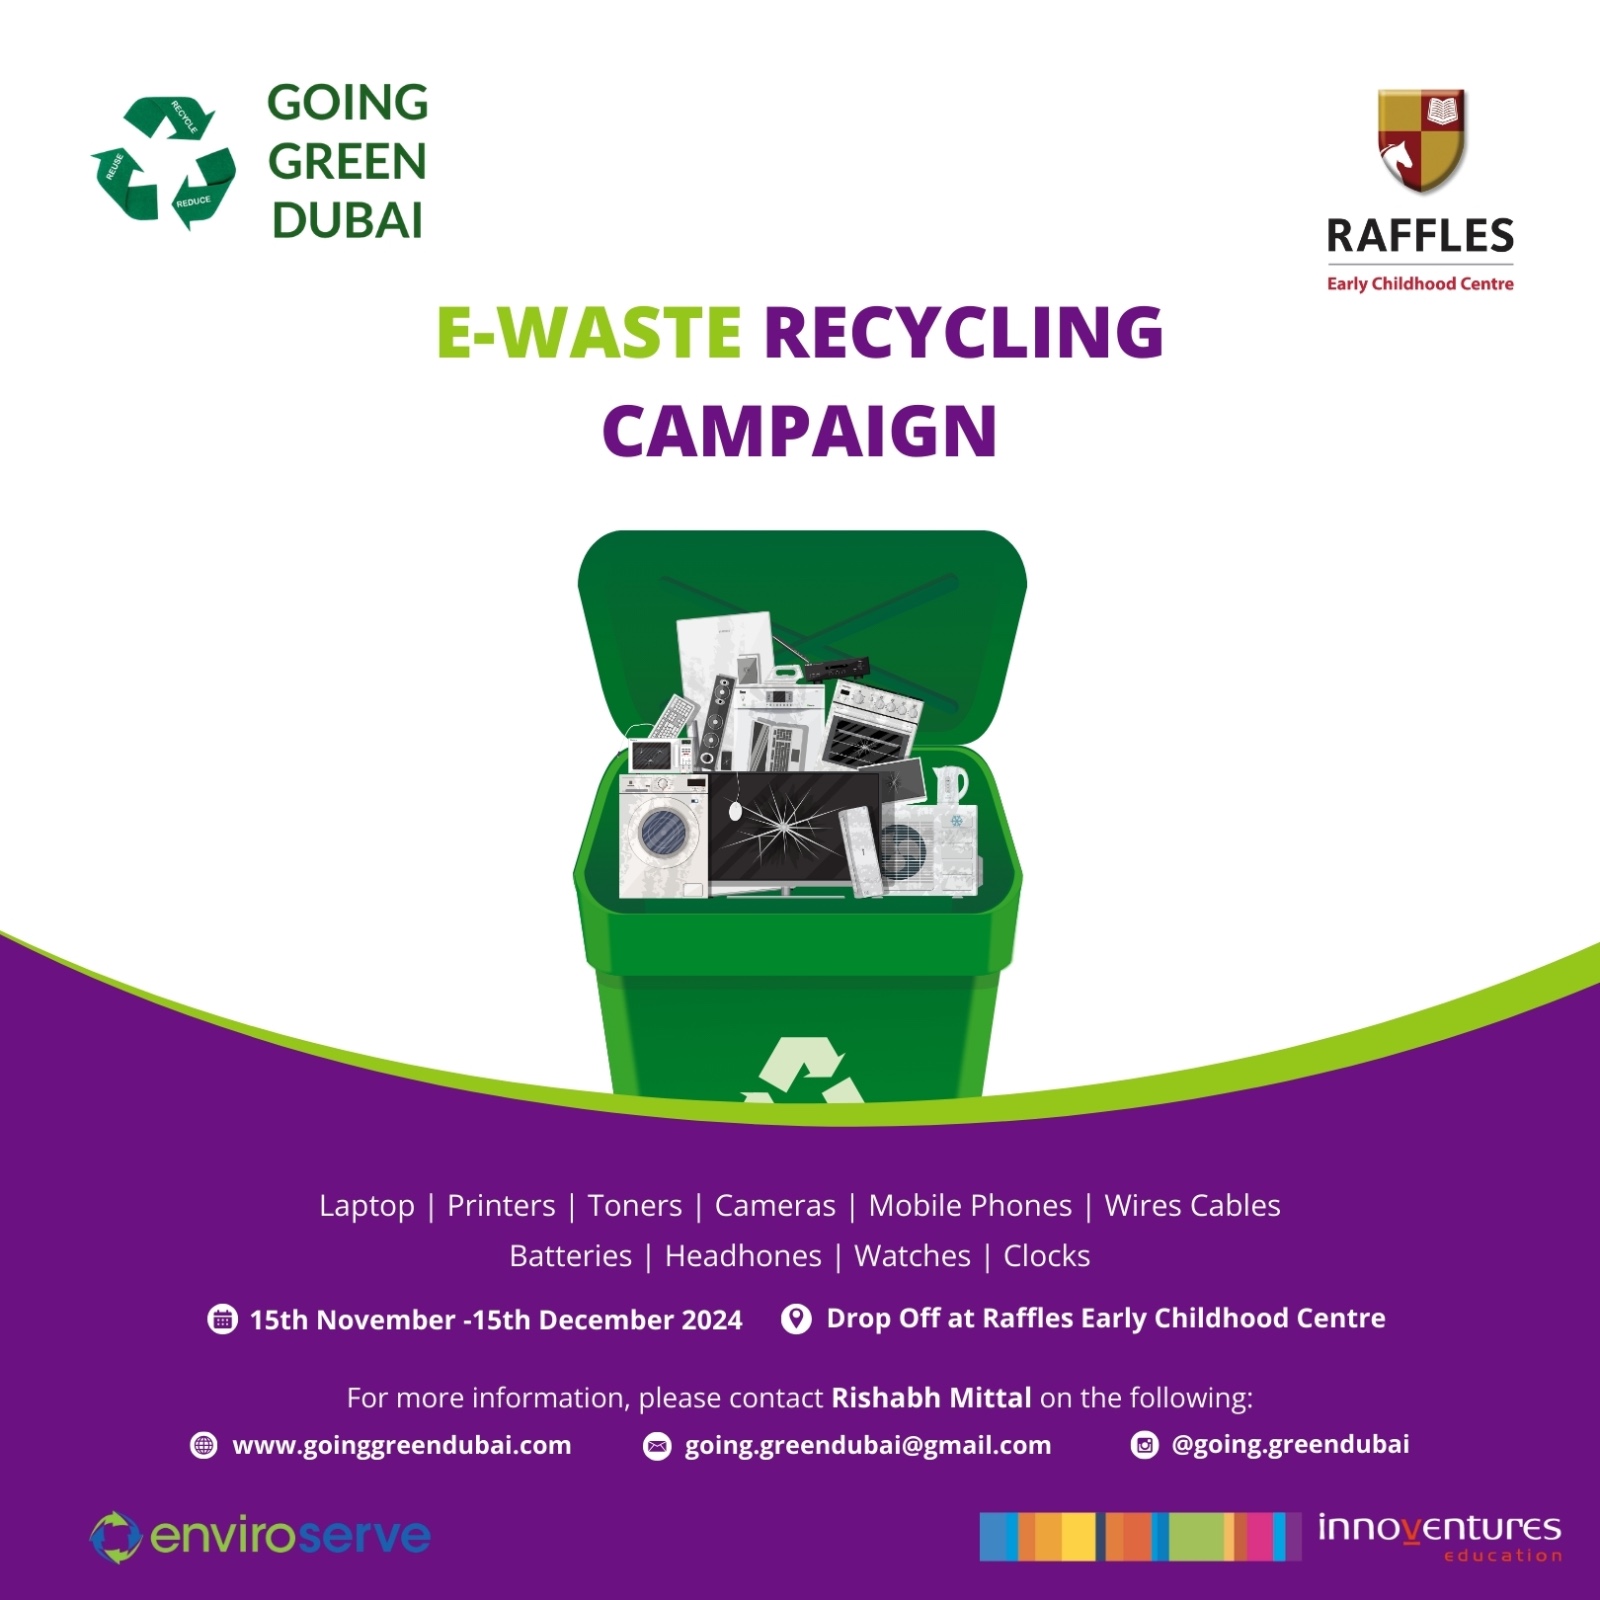 GOING
GREEN
DUBAI
RECYCLE
REUSE
REDUCE
RAFFLES
Early Childhood Centre
E-WASTE RECYCLING
CAMPAIGN
Laptop | Printers | Toners | Cameras | Mobile Phones | Wires Cables
Batteries | Headhones | Watches | Clocks
15th November -15th December 2024
Drop Off at Raffles Early Childhood Centre
For more information, please contact Rishabh Mittal on the following:
www.goinggreendubai.com
going.greendubai@gmail.com
@going.greendubai
enviroserve
innoventures
education